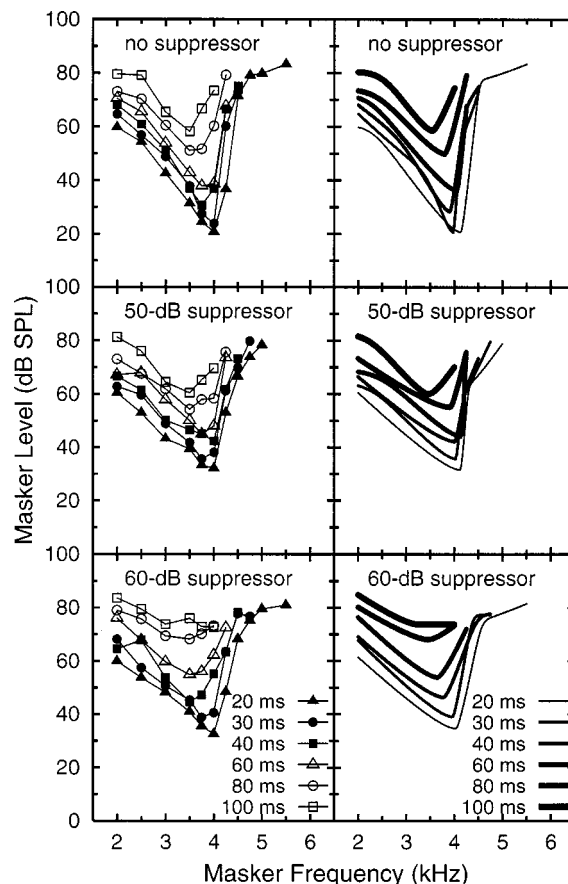 no suppressor
no suppressor
100
80
60
40
20
50-dB suppressor
50-dB suppressor
100
80
60
40
20
60-dB suppressor
60-dB suppressor
100
80
60
40
20
0
20 ms
30 ms
40 ms
60 ms
80 ms
100 ms
20 ms
30 ms
40 ms
60 ms
80 ms
100 ms
2 3 4 5 6
2 3 4 5 6
Masker Level (dB SPL)
Masker Frequency (kHz)